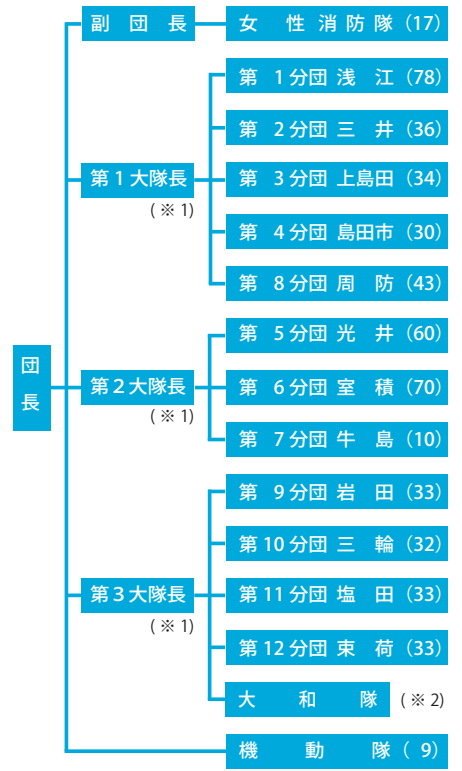 団長
副団長
女性消防隊(17)
第1大隊長
(※1)
第1分団 浅江(78)
第2分団 三井(36)
第3分団 上島田(34)
第4分団 島田市(30)
第8分団 周防(43)
第2大隊長
(※1)
第5分団 光井(60)
第6分団 室積(70)
第7分団 牛島(10)
第3大隊長
(※1)
第9分団 岩田(33)
第10分団 三輪(32)
第11分団 塩田(33)
第12分団 束荷(33)
大和隊 (※2)
機動隊(9)